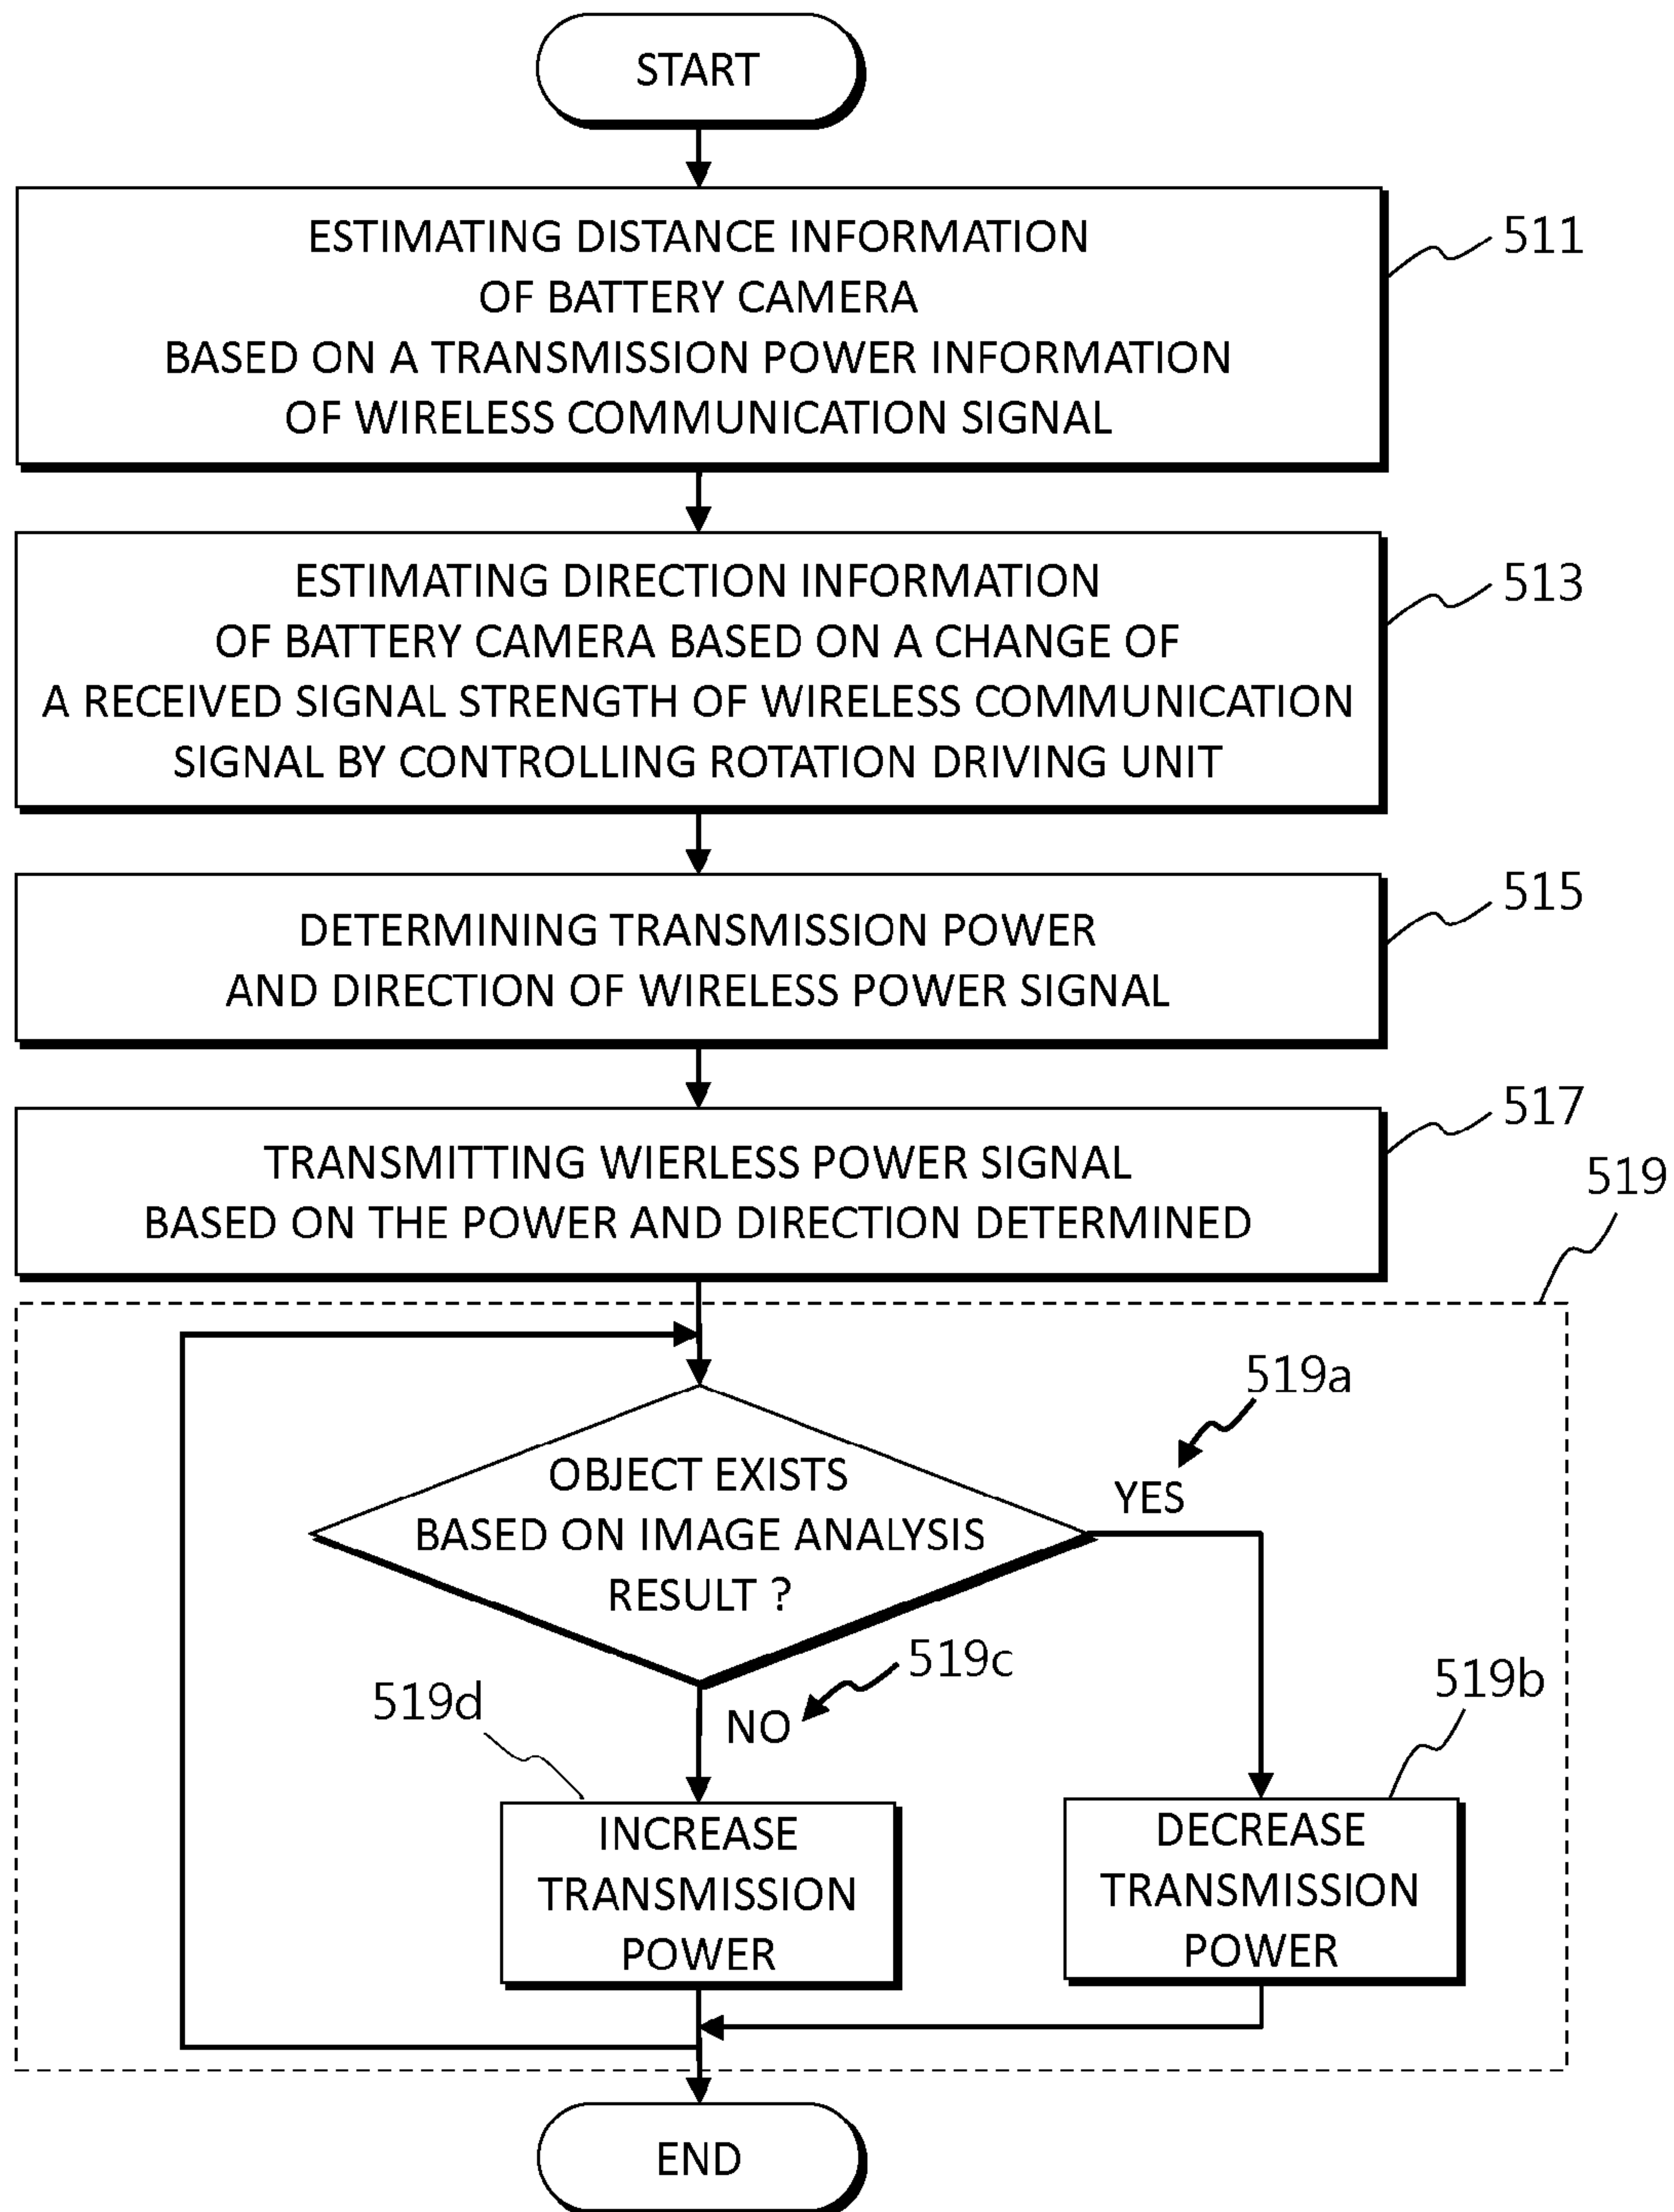 START
ESTIMATING DISTANCE INFORMATION
OF BATTERY CAMERA
BASED ON A TRANSMISSION POWER INFORMATION
OF WIRELESS COMMUNICATION SIGNAL
511
ESTIMATING DIRECTION INFORMATION
OF BATTERY CAMERA BASED ON A CHANGE OF
A RECEIVED SIGNAL STRENGTH OF WIRELESS COMMUNICATION
SIGNAL BY CONTROLLING ROTATION DRIVING UNIT
513
DETERMINING TRANSMISSION POWER
AND DIRECTION OF WIRELESS POWER SIGNAL
515
TRANSMITTING WIERLESS POWER SIGNAL
BASED ON THE POWER AND DIRECTION DETERMINED
517
519
OBJECT EXISTS
BASED ON IMAGE ANALYSIS
RESULT ?
519a
YES
519c
NO
519d
INCREASE
TRANSMISSION
POWER
519b
DECREASE
TRANSMISSION
POWER
END